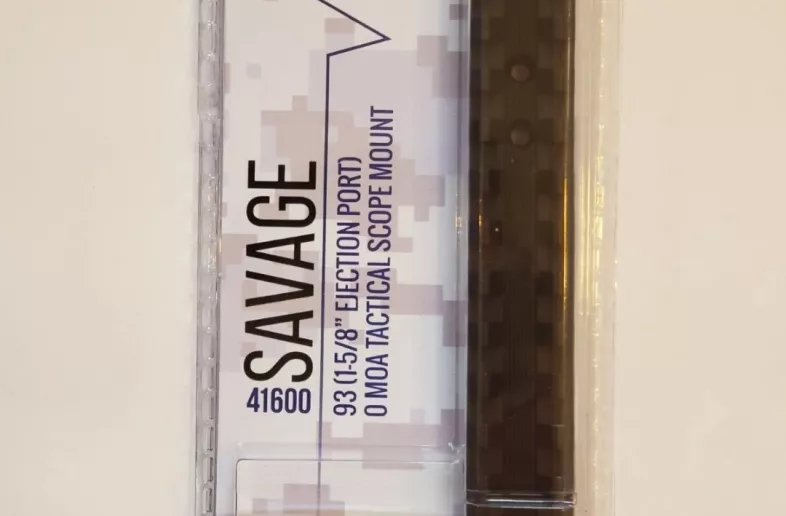 41600 SAVAGE
93 (1-5/8” EJECTION PORT)
0 MOA TACTICAL SCOPE MOUNT